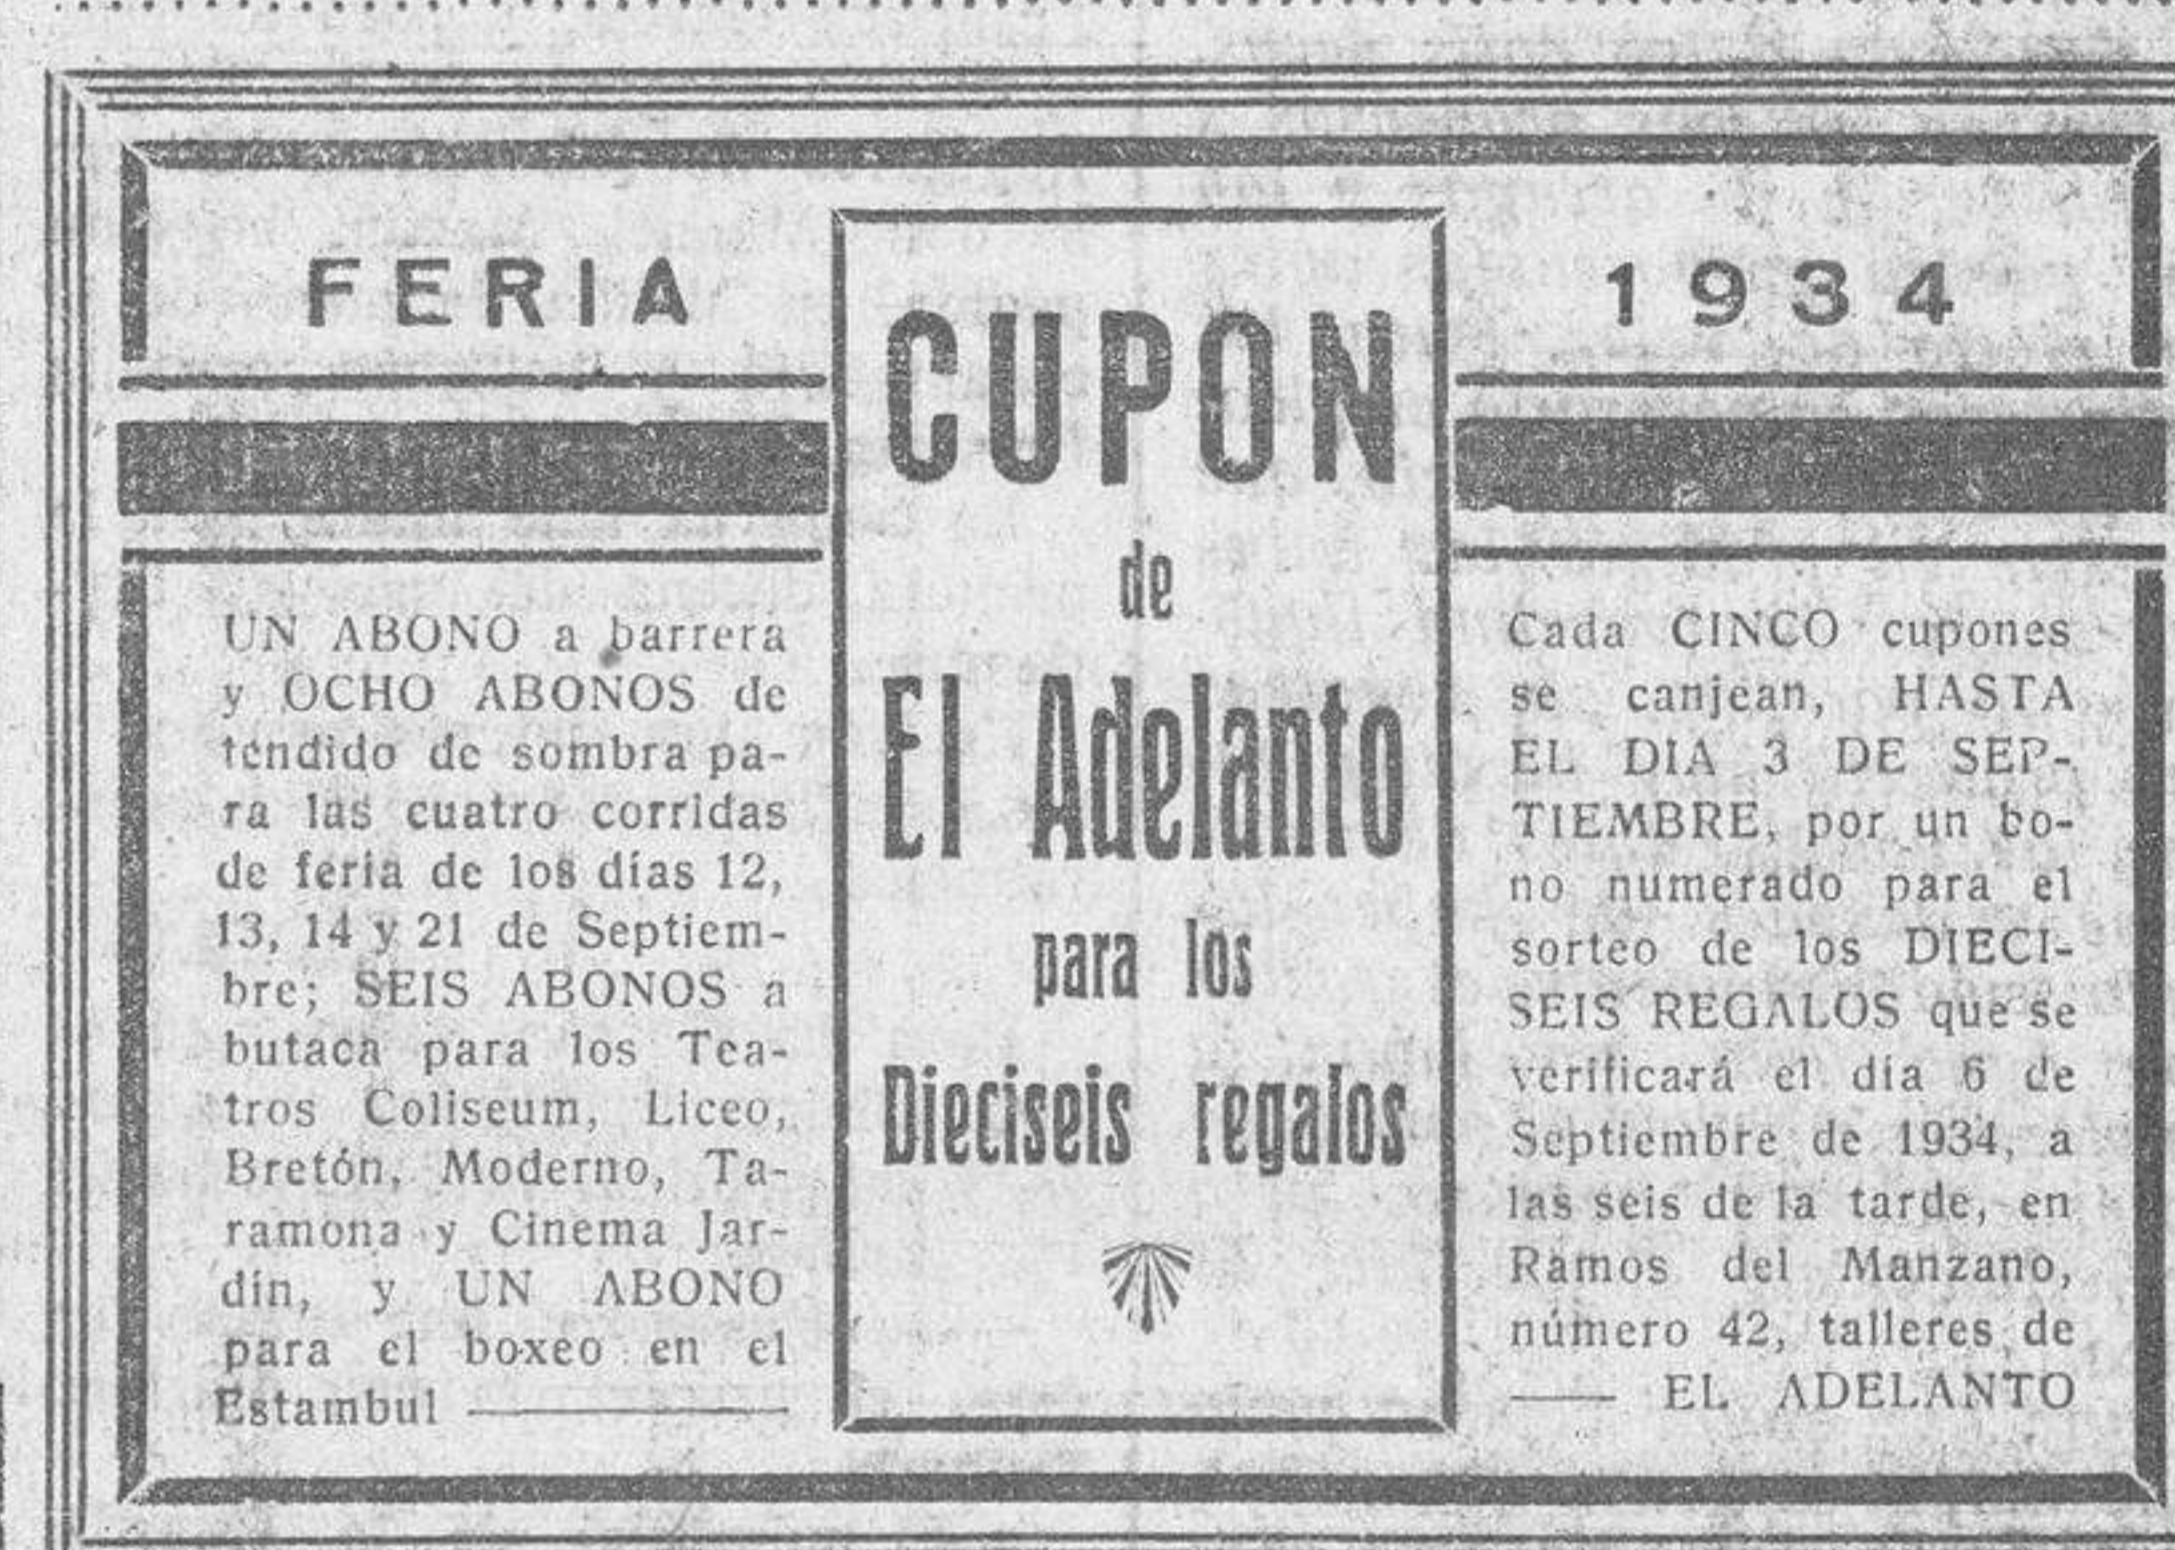 FERIA
1934
CUPON
de
El Adelanto
para los
Dieciseis regalos
UN ABONO a barrera
y OCHO ABONOS de
tendido de sombra pa-
ra las cuatro corridas
de feria de los días 12,
13, 14 y 21 de Septiem-
bre; SEIS ABONOS a
butaca para los Tea-
tros Coliseum, Liceo,
Bretón, Moderno, Ta-
ramona y Cinema Jar-
din, y UN ABONO
para el boxeo en el
Estambul
Cada CINCO cupones
se canjean, HASTA
EL DIA 3 DE SEP-
TIEMBRE, por un bo-
no numerado para el
sorteo de los DIECI-
SEIS REGALOS que se
verificará el día 6 de
Septiembre de 1934, a
las seis de la tarde, en
Ramos del Manzano,
número 42, talleres de
EL ADELANTO